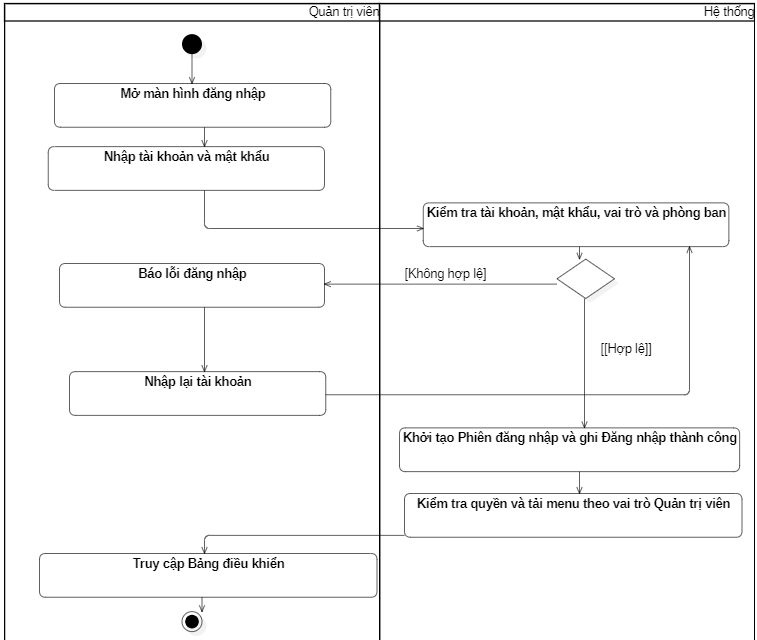 Quản trị viên
Hệ thống
Mở màn hình đăng nhập
Nhập tài khoản và mật khẩu
Kiểm tra tài khoản, mật khẩu, vai trò và phòng ban
Báo lỗi đăng nhập
[Không hợp lệ]
[[Hợp lệ]]
Nhập lại tài khoản
Khởi tạo Phiên đăng nhập và ghi Đăng nhập thành công
Kiểm tra quyền và tải menu theo vai trò Quản trị viên
Truy cập Bảng điều khiển